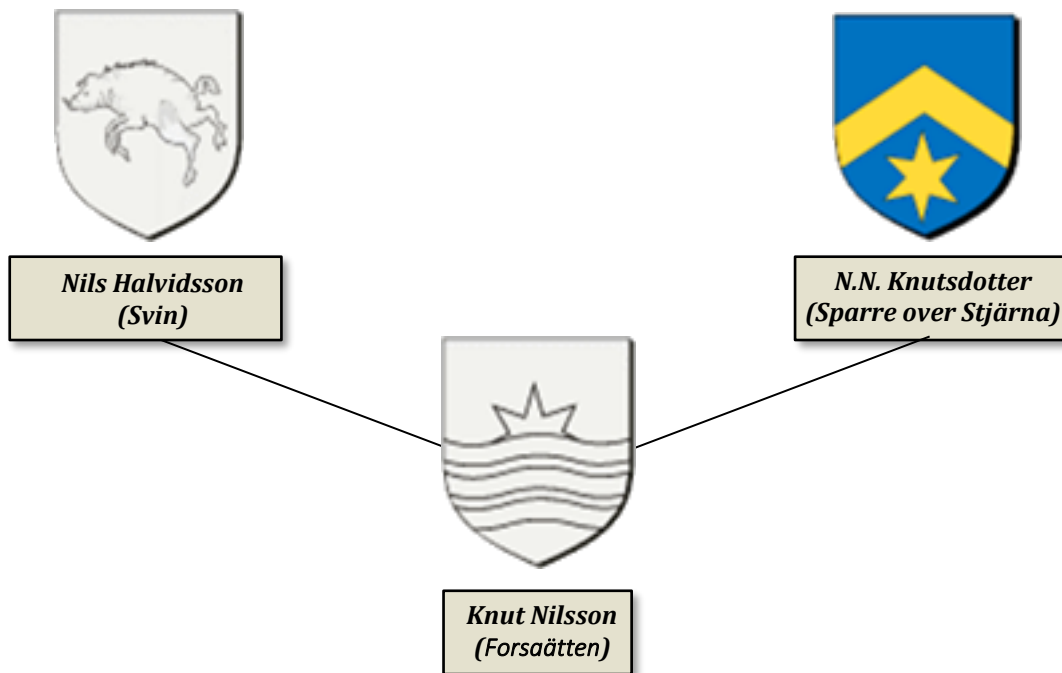 Nils Halvidsson
(Svin)
N.N. Knutsdotter
(Sparre over Stjärna)
Knut Nilsson
(Forsaätten)